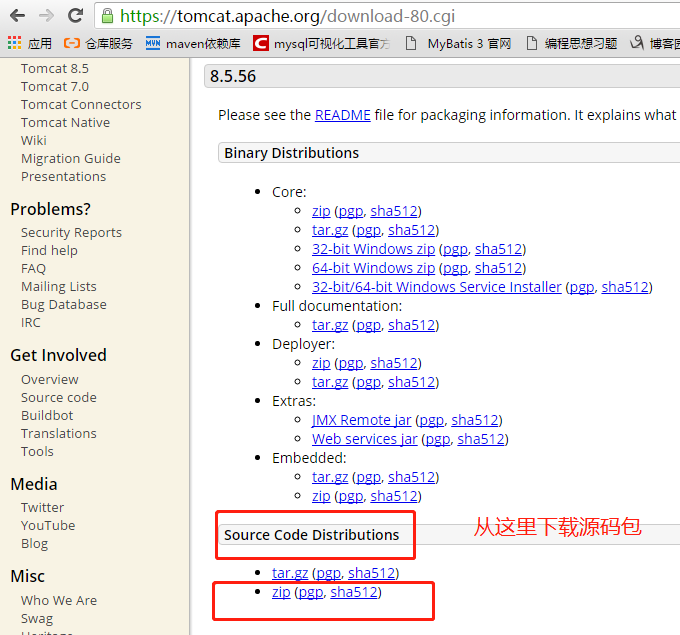 https://tomcat.apache.org/download-80.cgi
应用 仓库服务 maven依赖库 mysql可视化工具官方 MyBatis 3 官网 编程思想习题 博客园
Tomcat 8.5
Tomcat 7.0
Tomcat Connectors
Tomcat Native
Wiki
Migration Guide
Presentations
Problems?
Security Reports
Find help
FAQ
Mailing Lists
Bug Database
IRC
Get Involved
Overview
Source code
Buildbot
Translations
Tools
Media
Twitter
YouTube
Blog
Misc
Who We Are
Swag
Heritage
8.5.56
Please see the README file for packaging information. It explains what
Binary Distributions
Core:
zip (pgp, sha512)
tar.gz (pgp, sha512)
32-bit Windows zip (pgp, sha512)
64-bit Windows zip (pgp, sha512)
32-bit/64-bit Windows Service Installer (pgp, sha512)
Full documentation:
tar.gz (pgp, sha512)
Deployer:
zip (pgp, sha512)
tar.gz (pgp, sha512)
Extras:
JMX Remote jar (pgp, sha512)
Web services jar (pgp, sha512)
Embedded:
tar.gz (pgp, sha512)
zip (pgp, sha512)
Source Code Distributions
从这里下载源码包
tar.gz (pgp, sha512)
zip (pgp, sha512)